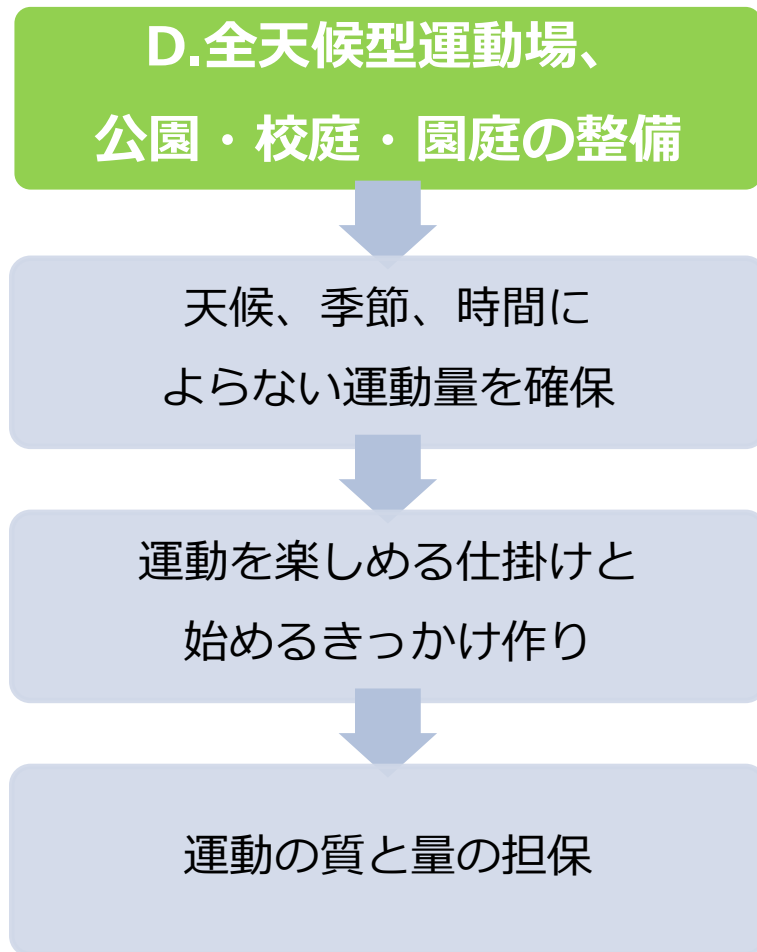 D.全天候型運動場、
公園・校庭・園庭の整備
天候、季節、時間に
よらない運動量を確保
運動を楽しめる仕掛けと
始めるきっかけ作り
運動の質と量の担保